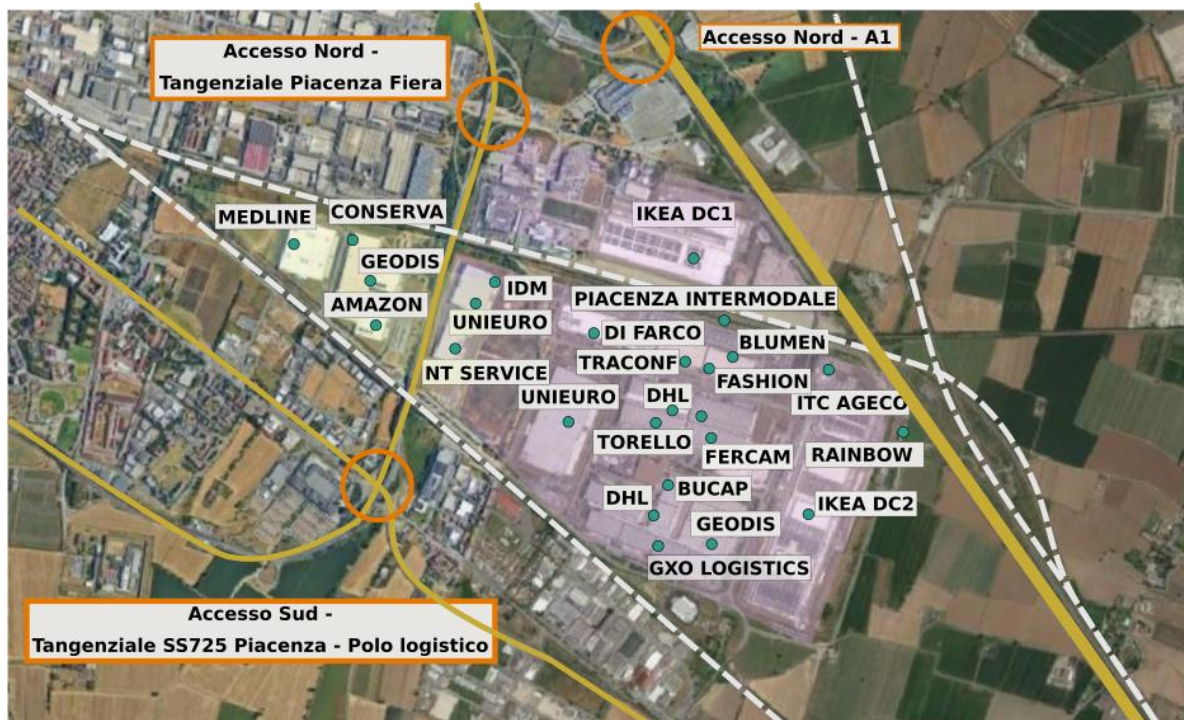 Accesso Nord -
Tangenziale Piacenza Fiera
Accesso Nord - A1
MEDLINE
CONSERVA
IKEA DC1
GEODIS
AMAZON
IDM
PIACENZA INTERMODALE
UNIEURO
DI FARCO
BLUMEN
NT SERVICE
TRACONF
FASHION
UNIEURO
DHL
ITC AGECO
TORELLO
FERCAM
RAINBOW
DHL
BUCAP
IKEA DC2
GEODIS
GXO LOGISTICS
Accesso Sud -
Tangenziale SS725 Piacenza - Polo logistico